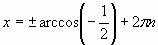 x = ± arccos(−1/2) + 2πn